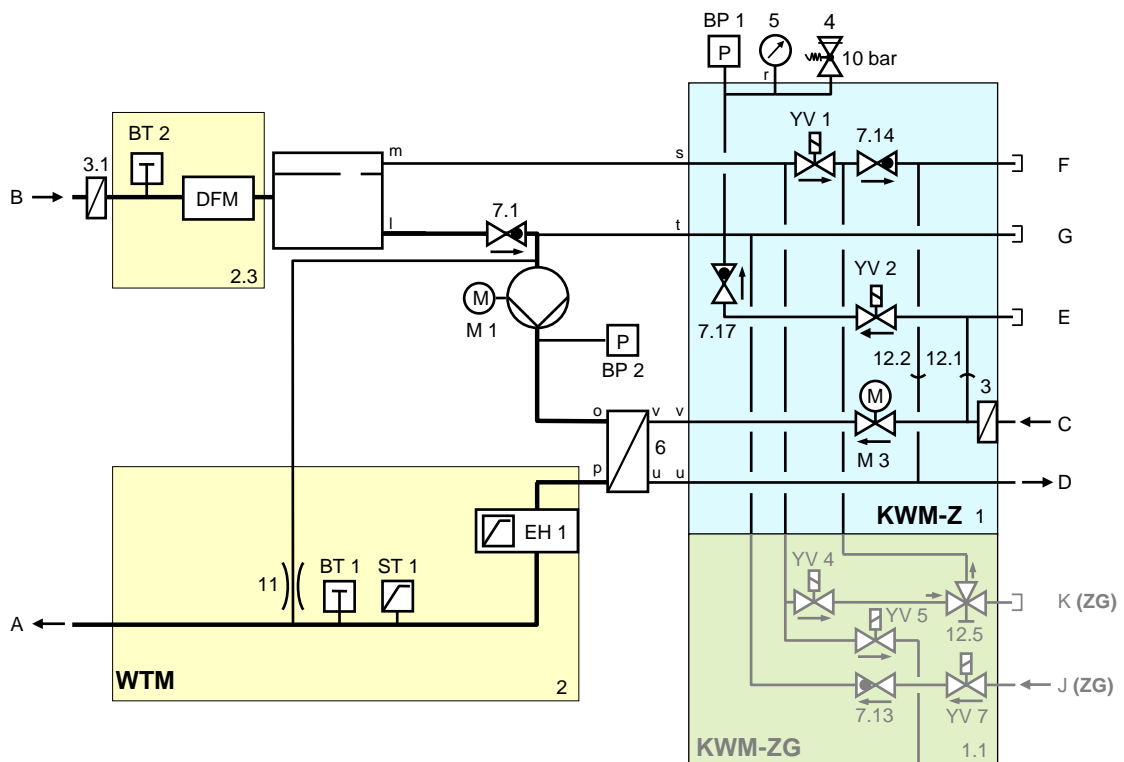 BP 1
5
4
P
r
10 bar
BT 2
YV 1
7.14
3.1
m
s
F
B
DFM
l
7.1
t
G
2.3
YV 2
M
M 1
7.17
E
P
BP 2
12.2
12.1
M
3
o
v
v
C
6
M 3
p
u
u
D
KWM-Z
1
EH 1
YV 4
11
BT 1
ST 1
K (ZG)
A
YV 5
12.5
WTM
2
J (ZG)
7.13
YV 7
KWM-ZG
1.1